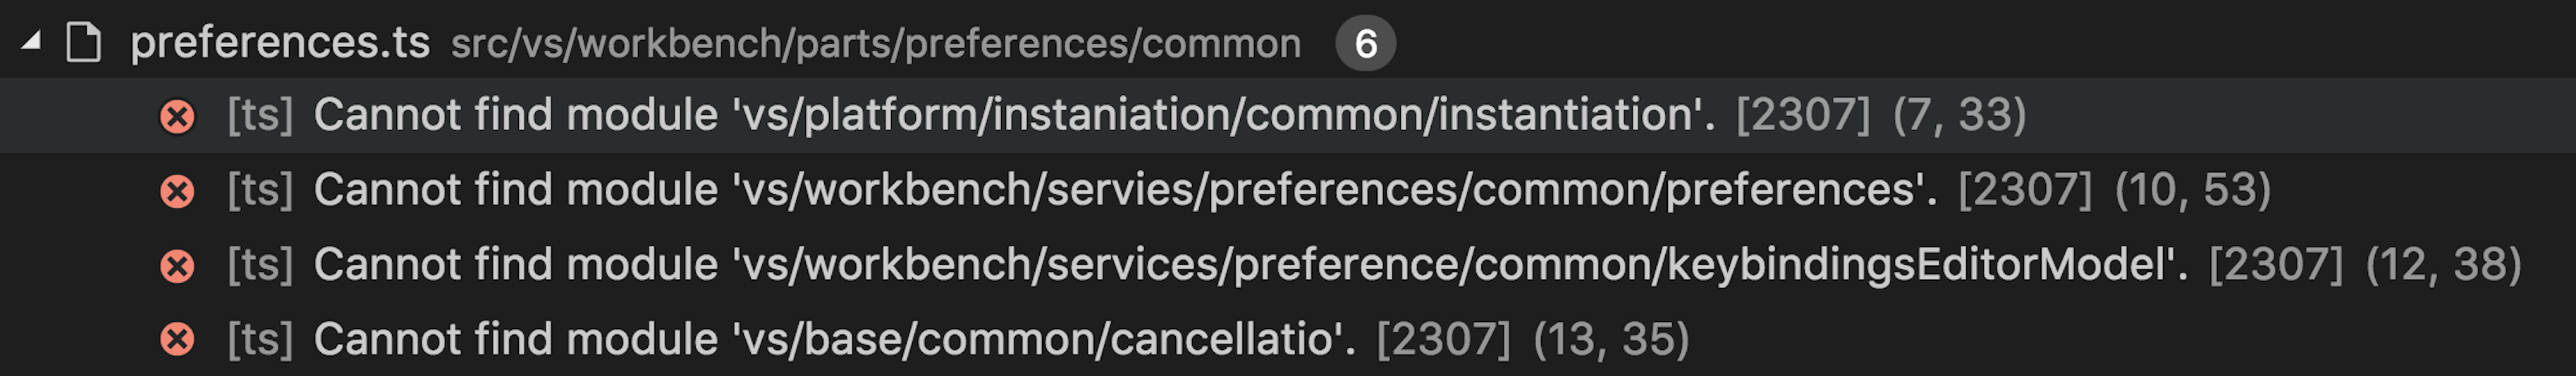 preferences.ts src/vs/workbench/parts/preferences/common 6
[ts] Cannot find module 'vs/platform/instaniation/common/instantiation'. [2307] (7, 33)
[ts] Cannot find module 'vs/workbench/servies/preferences/common/preferences'. [2307] (10, 53)
[ts] Cannot find module 'vs/workbench/services/preference/common/keybindingsEditorModel'. [2307] (12, 38)
[ts] Cannot find module 'vs/base/common/cancellatio'. [2307] (13, 35)